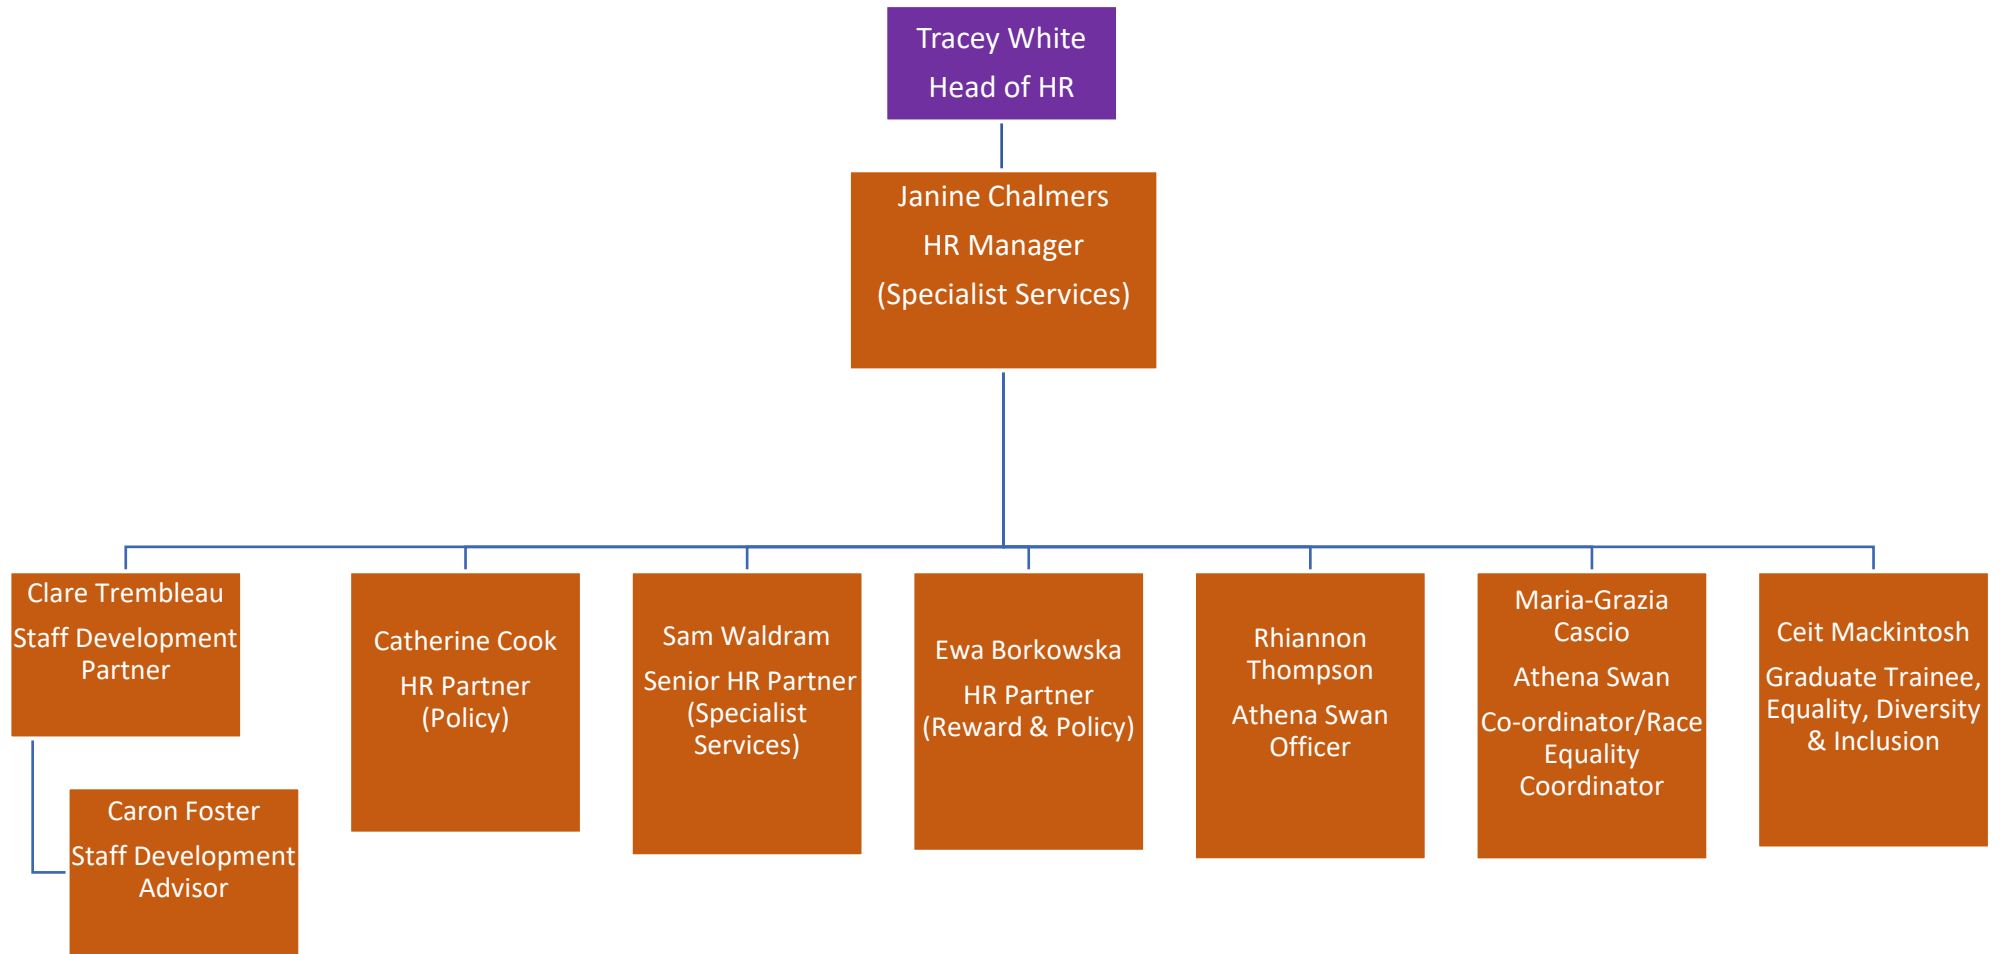 Tracey White
Head of HR
Janine Chalmers
HR Manager
(Specialist Services)
Clare Trembleau
Staff Development
Partner
Caron Foster
Staff Development
Advisor
Catherine Cook
HR Partner
(Policy)
Sam Waldram
Senior HR Partner
(Specialist
Services)
Ewa Borkowska
HR Partner
(Reward & Policy)
Rhiannon
Thompson
Athena Swan
Officer
Maria-Grazia
Cascio
Athena Swan
Co-ordinator/Race
Equality
Coordinator
Ceit Mackintosh
Graduate Trainee,
Equality, Diversity
& Inclusion